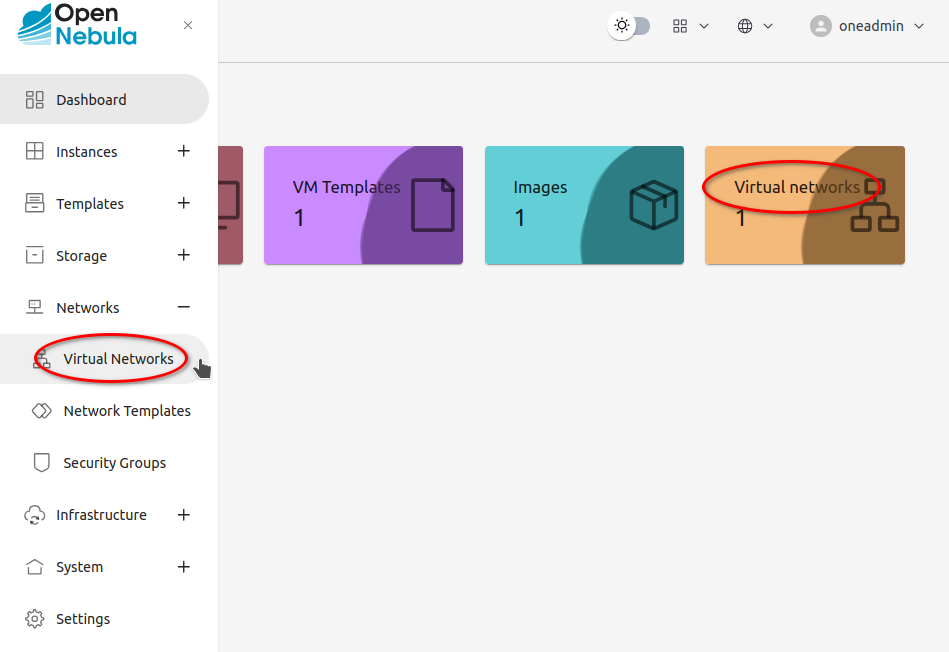 Open
Nebula
oneadmin
Dashboard
Instances
Templates
Storage
Networks
Virtual Networks
Network Templates
Security Groups
Infrastructure
System
Settings
VM Templates
1
Images
1
Virtual networks
1